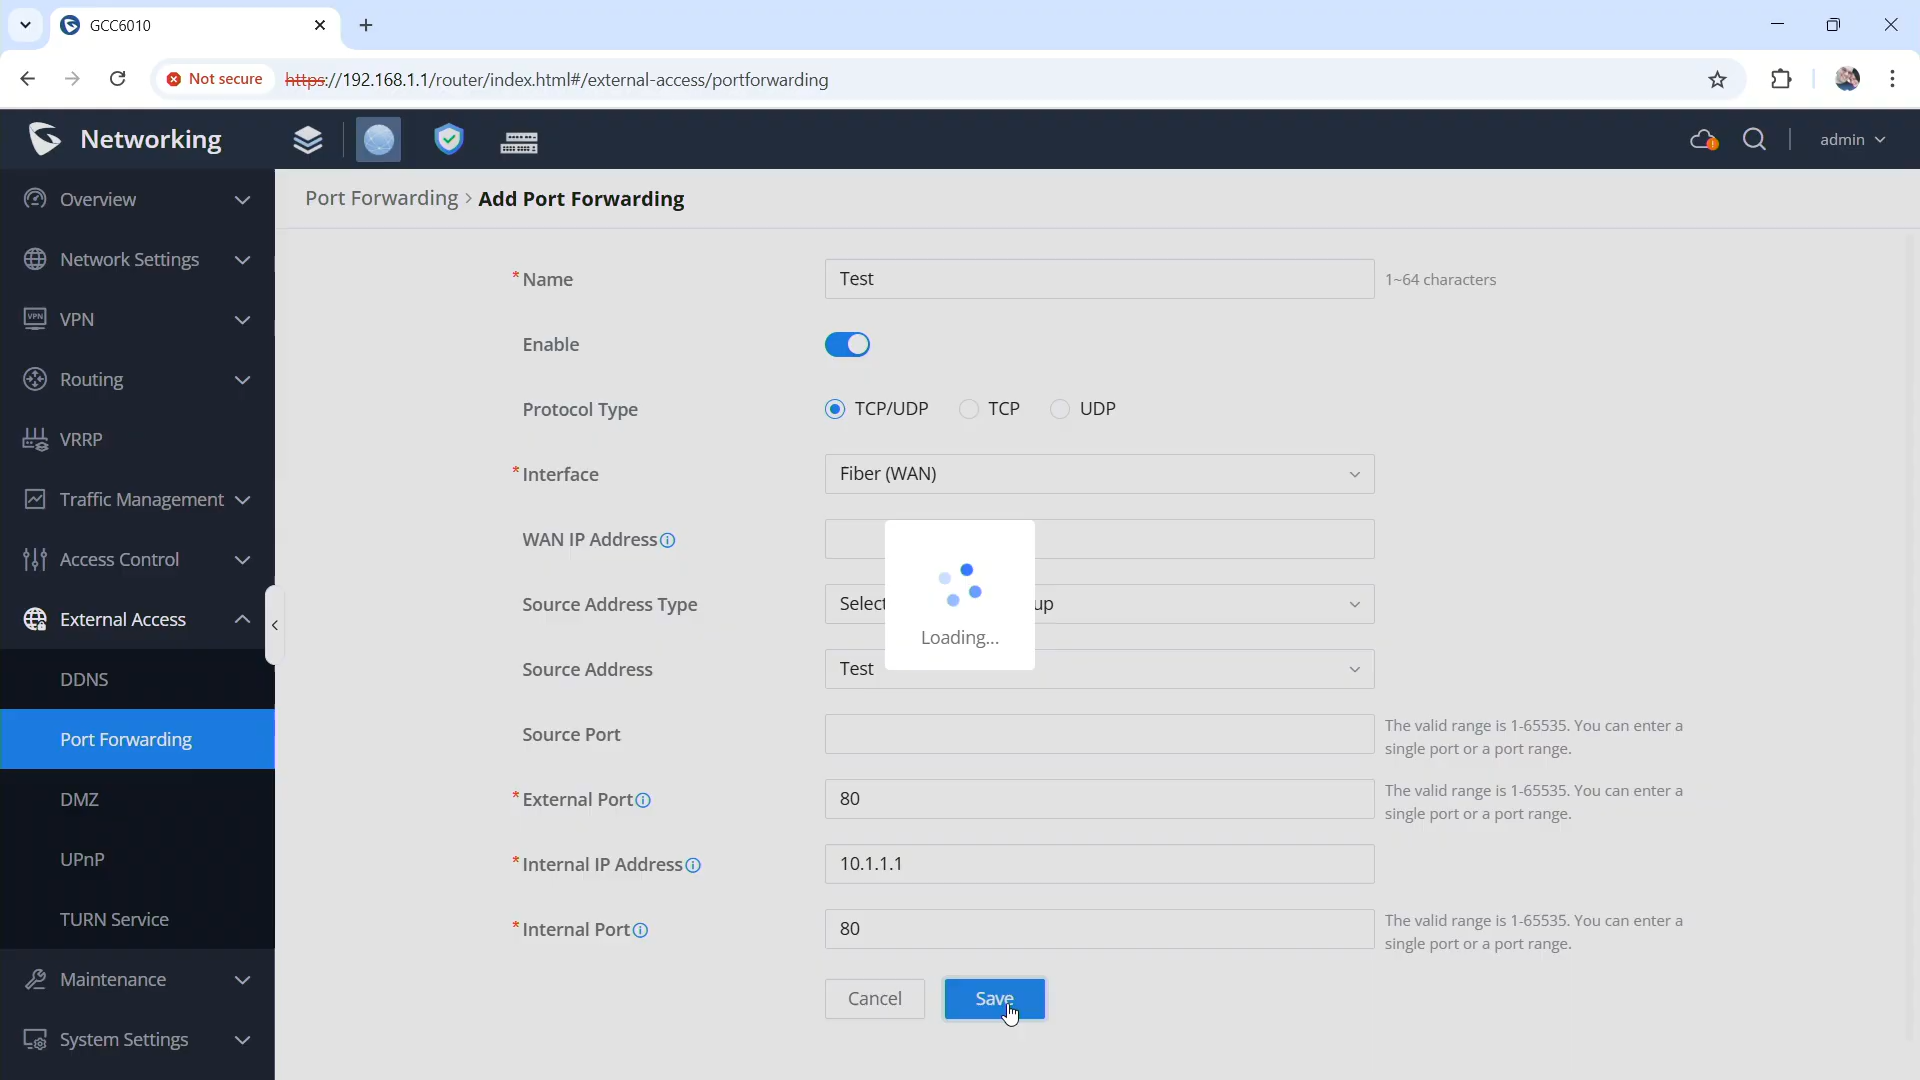 GCC6010
Not secure
https://192.168.1.1/router/index.html#/external-access/portforwarding
Networking
admin
Overview
Network Settings
VPN
VPN
Routing
VRRP
Traffic Management
Access Control
External Access
DDNS
Port Forwarding
DMZ
UPnP
TURN Service
Maintenance
System Settings
Port Forwarding > Add Port Forwarding
* Name
Test
1~64 characters
Enable
Protocol Type
TCP/UDP
TCP
UDP
* Interface
Fiber (WAN)
WAN IP Address
Source Address Type
Select
up
Loading...
Source Address
Test
Source Port
The valid range is 1-65535. You can enter a
single port or a port range.
* External Port
80
The valid range is 1-65535. You can enter a
single port or a port range.
* Internal IP Address
10.1.1.1
* Internal Port
80
The valid range is 1-65535. You can enter a
single port or a port range.
Cancel
Save